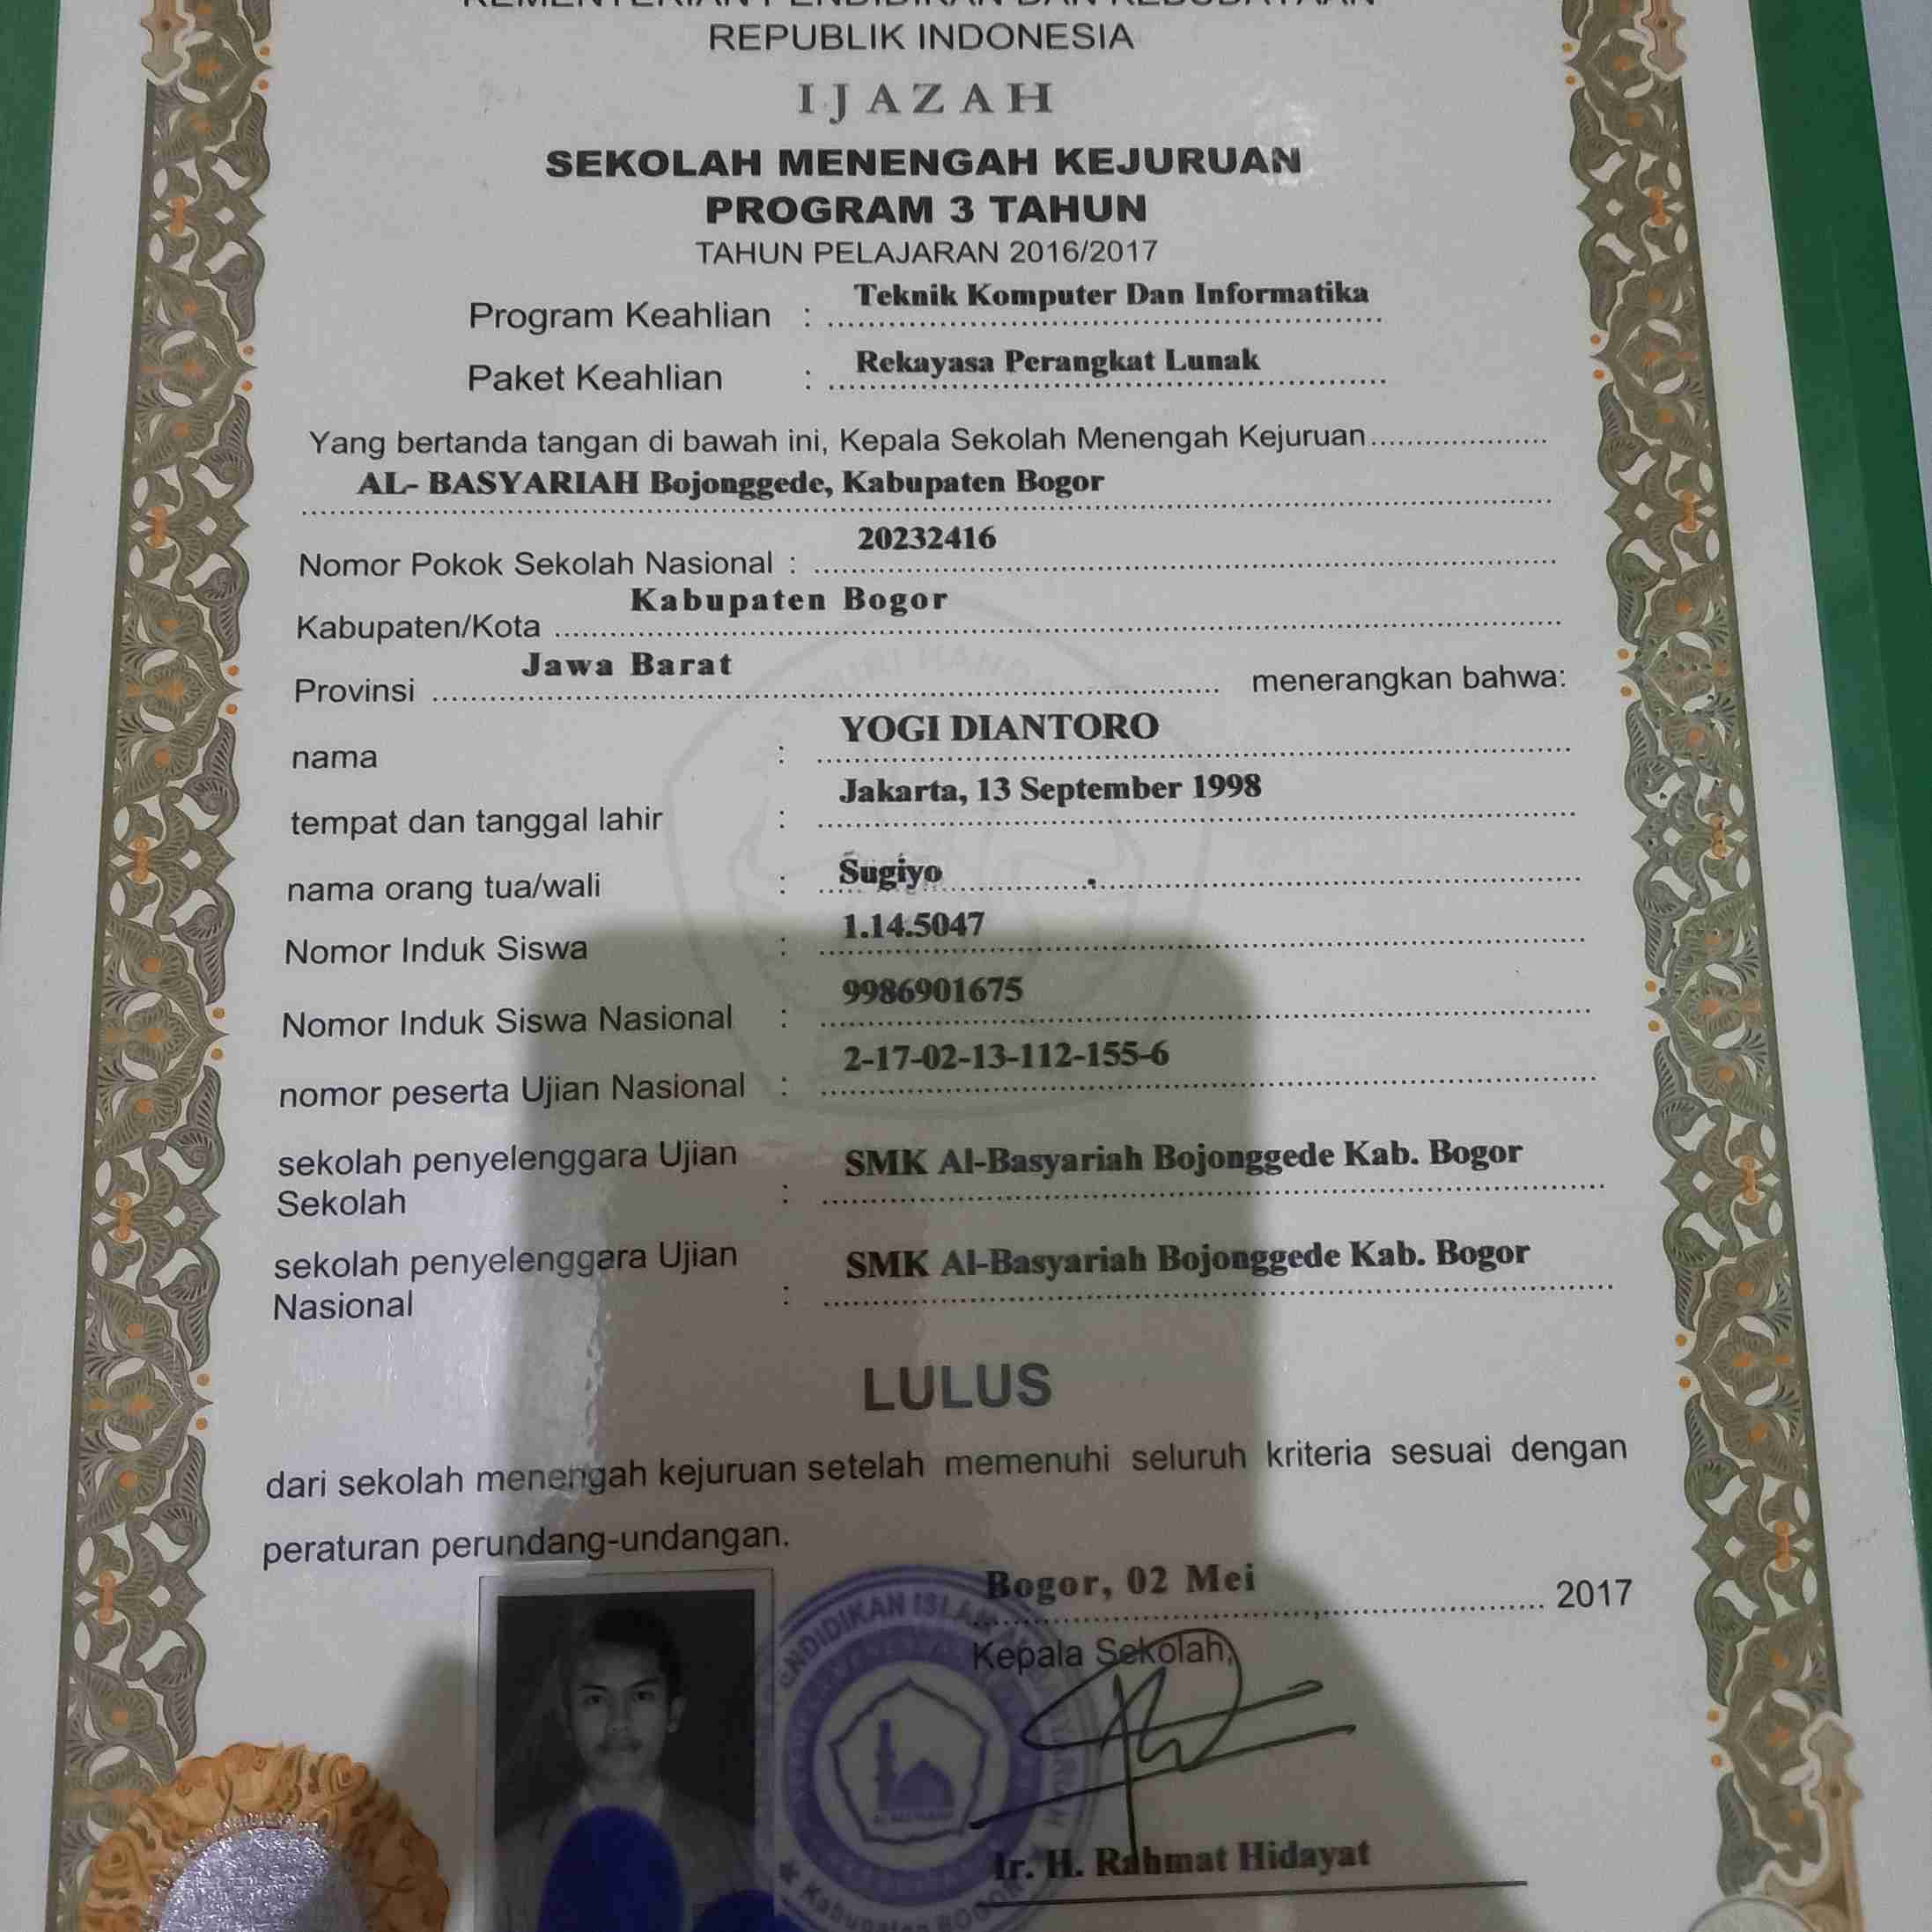 KEMENTERIAN PENDIDIKAN DAN KEBUDAYAAN
REPUBLIK INDONESIA
IJAZAH
SEKOLAH MENENGAH KEJURUAN
PROGRAM 3 TAHUN
TAHUN PELAJARAN 2016/2017
Program Keahlian : Teknik Komputer Dan Informatika
Paket Keahlian : Rekayasa Perangkat Lunak
Yang bertanda tangan di bawah ini, Kepala Sekolah Menengah Kejuruan
AL- BASYARIAH Bojonggede, Kabupaten Bogor
Nomor Pokok Sekolah Nasional : 20232416
Kabupaten/Kota Kabupaten Bogor
Provinsi Jawa Barat menerangkan bahwa:
nama : YOGI DIANTORO
tempat dan tanggal lahir : Jakarta, 13 September 1998
nama orang tua/wali : Sugiyo
Nomor Induk Siswa : 1.14.5047
Nomor Induk Siswa Nasional : 9986901675
nomor peserta Ujian Nasional : 2-17-02-13-112-155-6
sekolah penyelenggara Ujian
Sekolah : SMK Al-Basyariah Bojonggede Kab. Bogor
sekolah penyelenggara Ujian
Nasional : SMK Al-Basyariah Bojonggede Kab. Bogor
LULUS
dari sekolah menengah kejuruan setelah memenuhi seluruh kriteria sesuai dengan
peraturan perundang-undangan.
Bogor, 02 Mei 2017
Kepala Sekolah,
Ir. H. Rahmat Hidayat